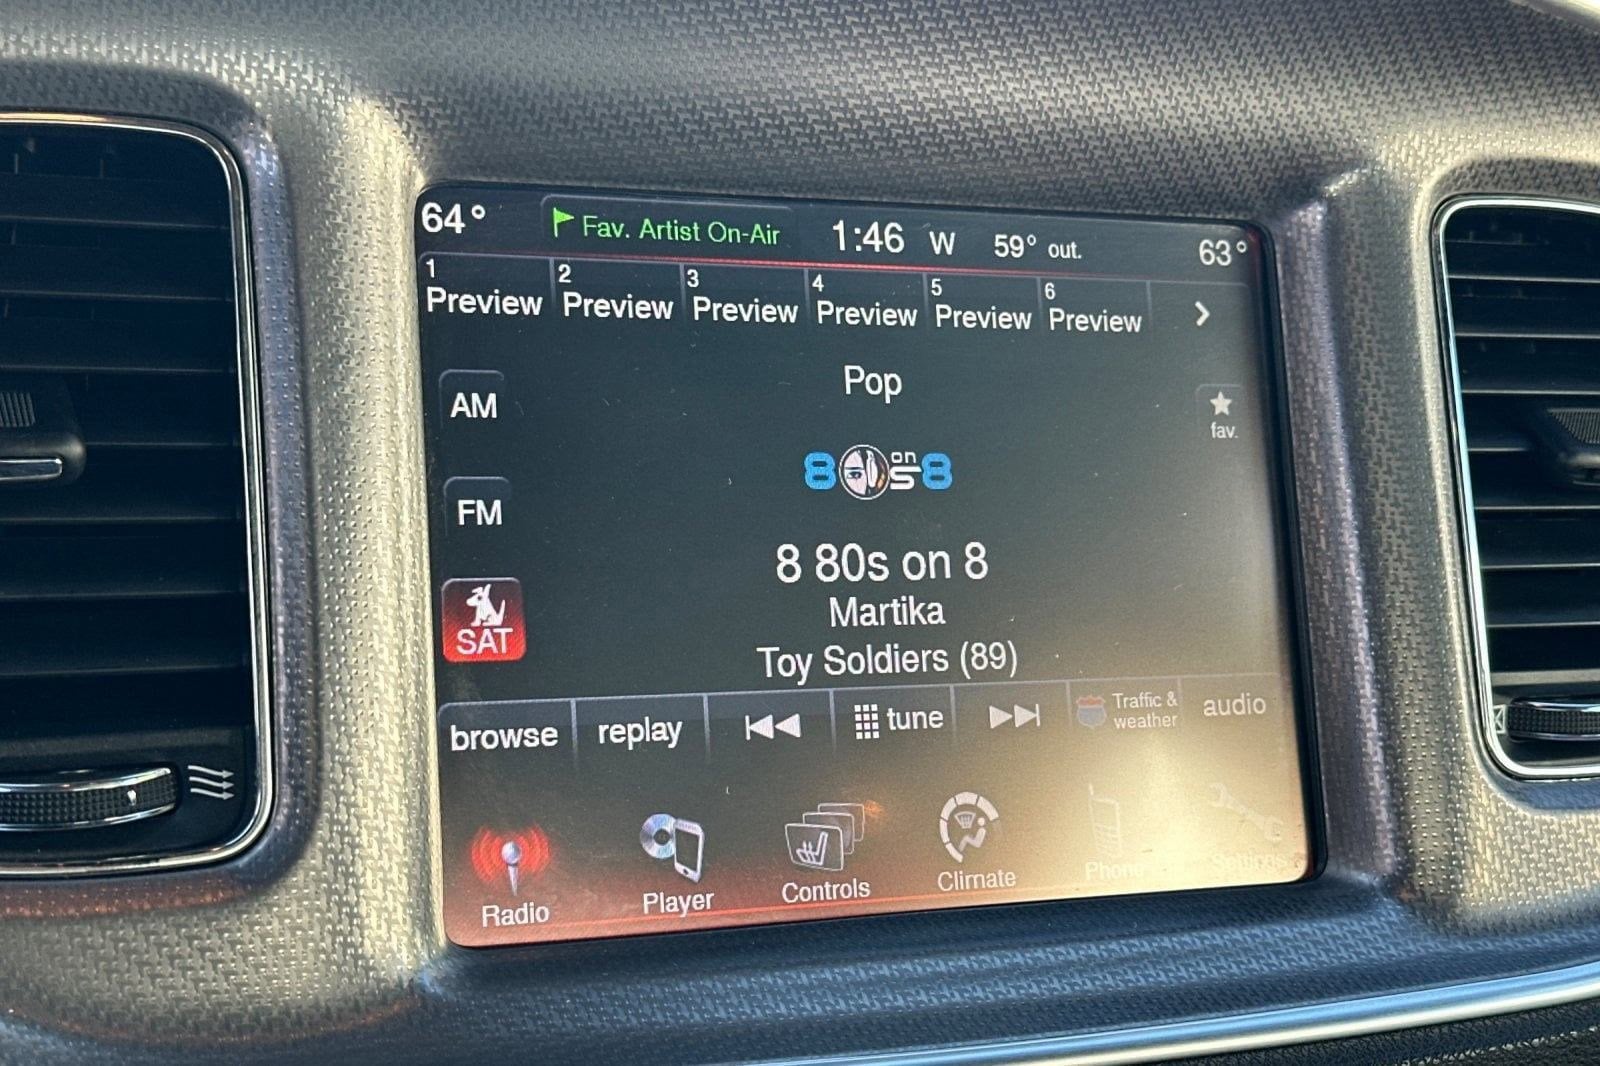 64° Fav. Artist On-Air 1:46 W 59° out. 63°
1 2 3 4 5 6
Preview Preview Preview Preview Preview Preview
Pop
AM
fav.
8 on s 8
FM
8 80s on 8
Martika
SAT
Toy Soldiers (89)
browse replay tune Traffic & weather audio
Radio Player Controls Climate Phone Settings